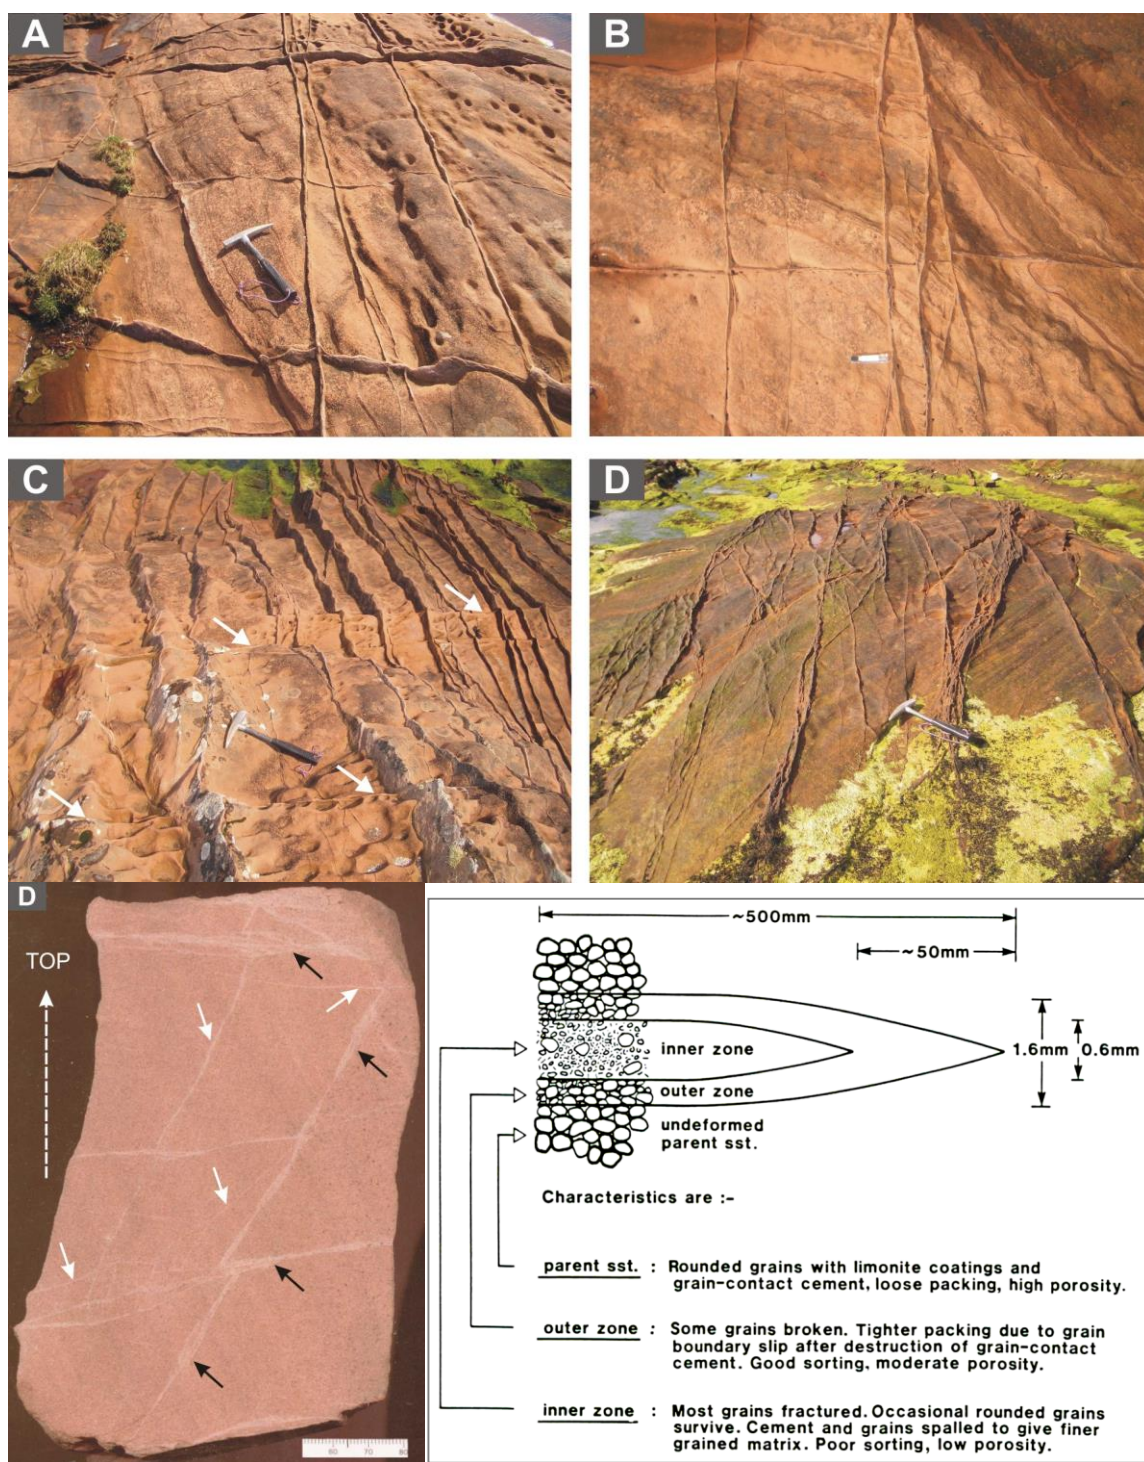 A
B
C
D
D
TOP
60 70 80
~500mm
~50mm
inner zone
1.6mm
0.6mm
outer zone
undeformed
parent sst.
Characteristics are :-
parent sst. : Rounded grains with limonite coatings and
grain-contact cement, loose packing, high porosity.
outer zone : Some grains broken. Tighter packing due to grain
boundary slip after destruction of grain-contact
cement. Good sorting, moderate porosity.
inner zone : Most grains fractured. Occasional rounded grains
survive. Cement and grains spalled to give finer
grained matrix. Poor sorting, low porosity.